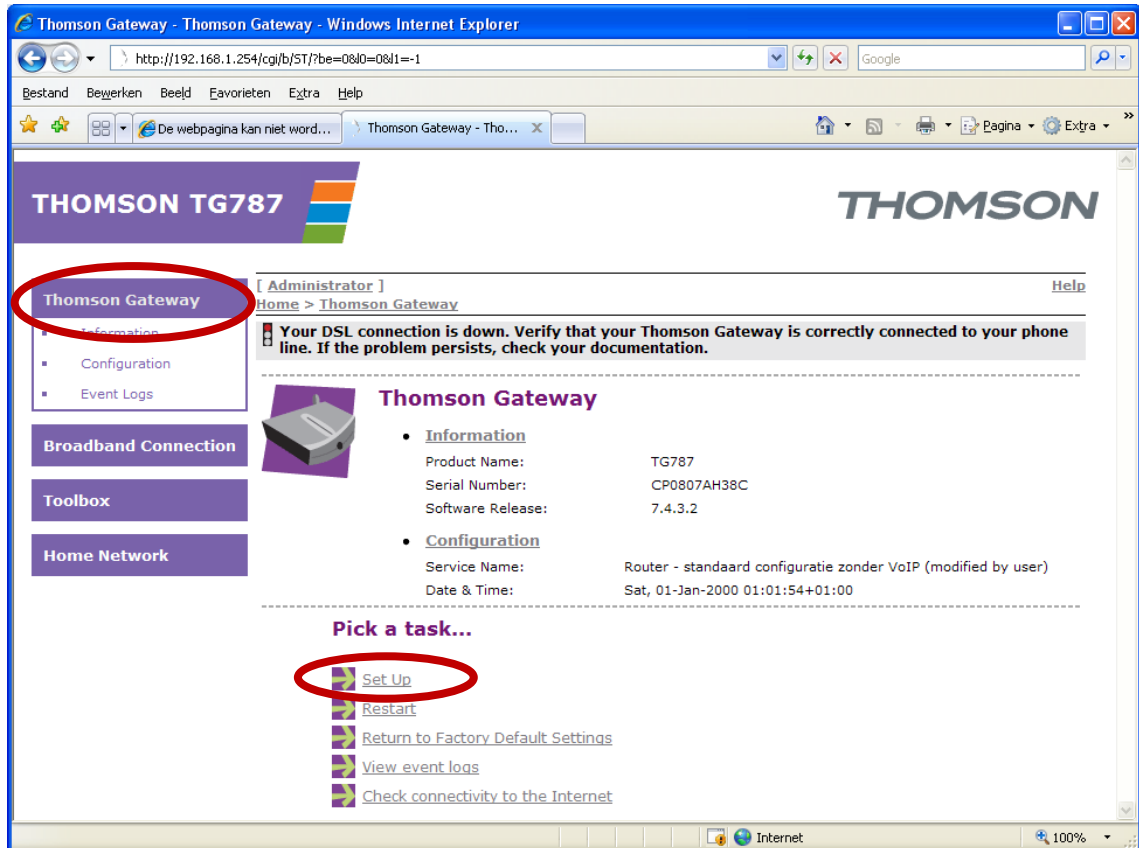 Thomson Gateway - Thomson Gateway - Windows Internet Explorer
http://192.168.1.254/cgi/b/ST/?be=0&l0=0&l1=-1
Google
Bestand Bewerken Beeld Favorieten Extra Help
De webpagina kan niet word... Thomson Gateway - Tho... Pagina Extra »
THOMSON TG787
THOMSON
Thomson Gateway
Information
Configuration
Event Logs
Broadband Connection
Toolbox
Home Network
[ Administrator ] Help
Home > Thomson Gateway
Your DSL connection is down. Verify that your Thomson Gateway is correctly connected to your phone
line. If the problem persists, check your documentation.
Thomson Gateway
Information
Product Name: TG787
Serial Number: CP0807AH38C
Software Release: 7.4.3.2
Configuration
Service Name: Router - standaard configuratie zonder VoIP (modified by user)
Date & Time: Sat, 01-Jan-2000 01:01:54+01:00
Pick a task...
Set Up
Restart
Return to Factory Default Settings
View event logs
Check connectivity to the Internet
Internet 100%